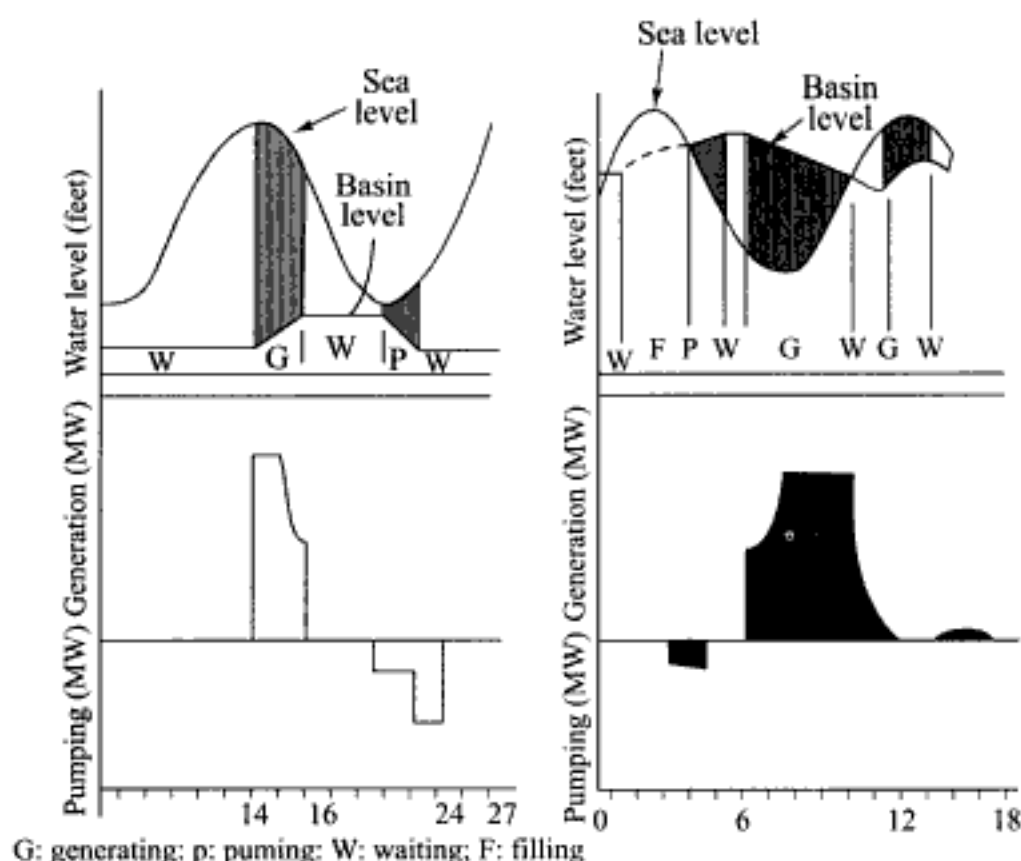 Sea level
Sea
level
Basin
level
Basin
level
Water level (feet)
W G W P W
Water level (feet)
W F P W G W G W
Generation (MW)
Pumping (MW)
Generation (MW)
Pumping (MW)
14 16 24 27
0 6 12 18
G: generating; p: puming; W: waiting; F: filling